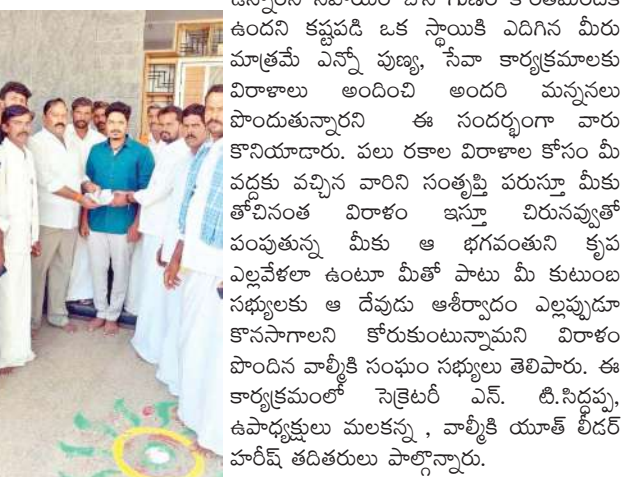 ఉందని కష్టపడి ఒక స్థాయికి ఎదిగిన మీరు
మాత్రమే ఎన్నో పుణ్య, సేవా కార్యక్రమాలకు
విరాళాలు అందించి అందరి మన్ననలు
పొందుతున్నారని ఈ సందర్భంగా వారు
కొనియాడారు. పలు రకాల విరాళాల కోసం మీ
వద్దకు వచ్చిన వారిని సంతృప్తి పరుస్తూ మీకు
తోచినంత విరాళం ఇస్తూ చిరునవ్వుతో
పంపుతున్న మీకు ఆ భగవంతుని కృప
ఎల్లవేళలా ఉంటూ మీతో పాటు మీ కుటుంబ
సభ్యులకు ఆ దేవుడు ఆశీర్వాదం ఎల్లప్పుడూ
కొనసాగాలని కోరుకుంటున్నామని విరాళం
పొందిన వాల్మీకి సంఘం సభ్యులు తెలిపారు. ఈ
కార్యక్రమంలో సెక్రెటరీ ఎన్. టి.సిద్ధప్ప,
ఉపాధ్యక్షులు మలకన్న , వాల్మీకి యూత్ లీడర్
హరీష్ తదితరులు పాల్గొన్నారు.